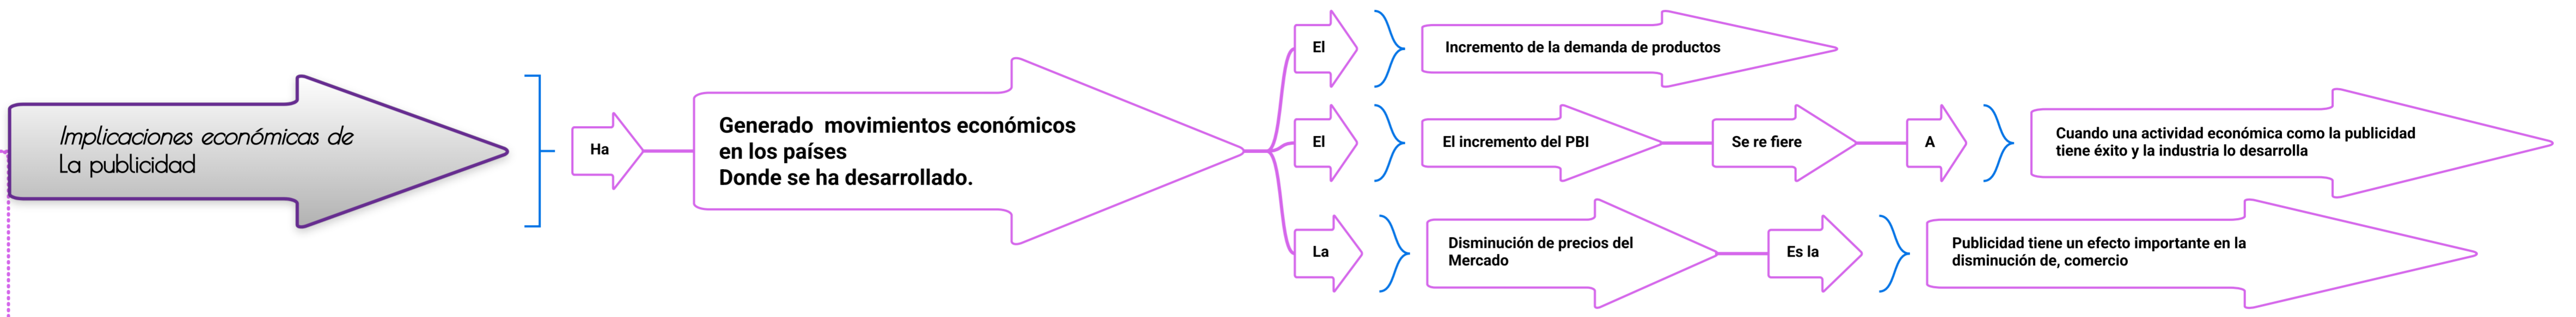 Implicaciones económicas de
La publicidad
Ha
Generado  movimientos económicos
en los países
Donde se ha desarrollado.
El
Incremento de la demanda de productos
El
El incremento del PBI
Se re fiere
A
Cuando una actividad económica como la publicidad
tiene éxito y la industria lo desarrolla
La
Disminución de precios del
Mercado
Es la
Publicidad tiene un efecto importante en la
disminución de, comercio